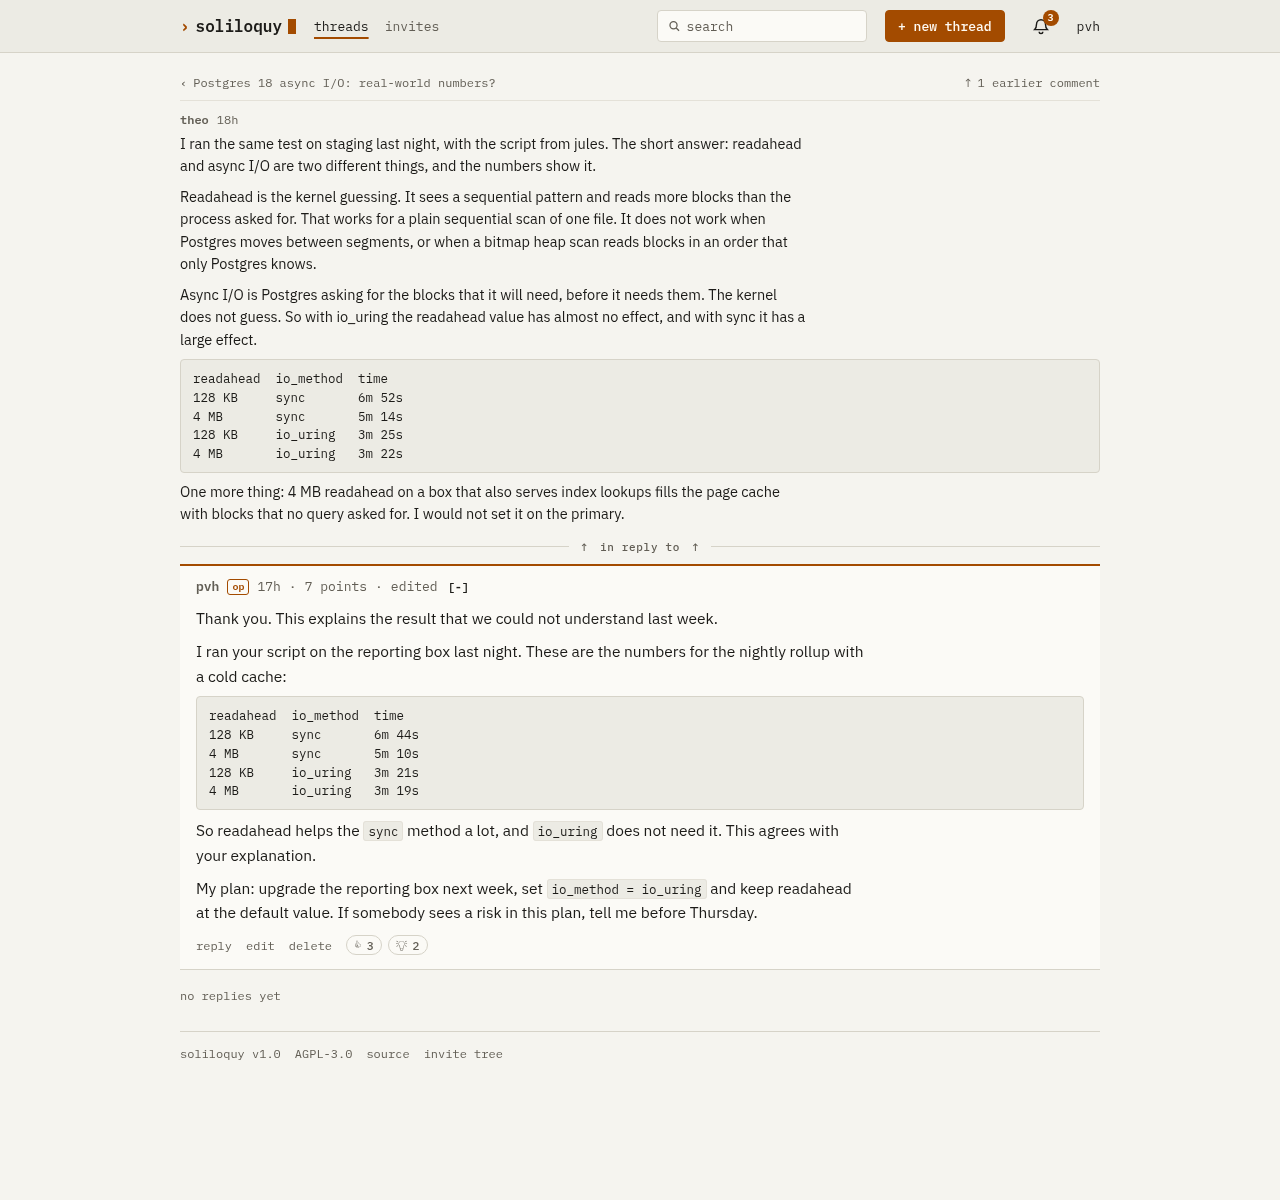 › soliloquy threads invites search + new thread 3 pvh
‹ Postgres 18 async I/O: real-world numbers? ↑ 1 earlier comment
theo 18h
I ran the same test on staging last night, with the script from jules. The short answer: readahead
and async I/O are two different things, and the numbers show it.
Readahead is the kernel guessing. It sees a sequential pattern and reads more blocks than the
process asked for. That works for a plain sequential scan of one file. It does not work when
Postgres moves between segments, or when a bitmap heap scan reads blocks in an order that
only Postgres knows.
Async I/O is Postgres asking for the blocks that it will need, before it needs them. The kernel
does not guess. So with io_uring the readahead value has almost no effect, and with sync it has a
large effect.
readahead io_method time
128 KB sync 6m 52s
4 MB sync 5m 14s
128 KB io_uring 3m 25s
4 MB io_uring 3m 22s
One more thing: 4 MB readahead on a box that also serves index lookups fills the page cache
with blocks that no query asked for. I would not set it on the primary.
↑ in reply to ↑
pvh op 17h · 7 points · edited [-]
Thank you. This explains the result that we could not understand last week.
I ran your script on the reporting box last night. These are the numbers for the nightly rollup with
a cold cache:
readahead io_method time
128 KB sync 6m 44s
4 MB sync 5m 10s
128 KB io_uring 3m 21s
4 MB io_uring 3m 19s
So readahead helps the sync method a lot, and io_uring does not need it. This agrees with
your explanation.
My plan: upgrade the reporting box next week, set io_method = io_uring and keep readahead
at the default value. If somebody sees a risk in this plan, tell me before Thursday.
reply edit delete 3 2
no replies yet
soliloquy v1.0 AGPL-3.0 source invite tree